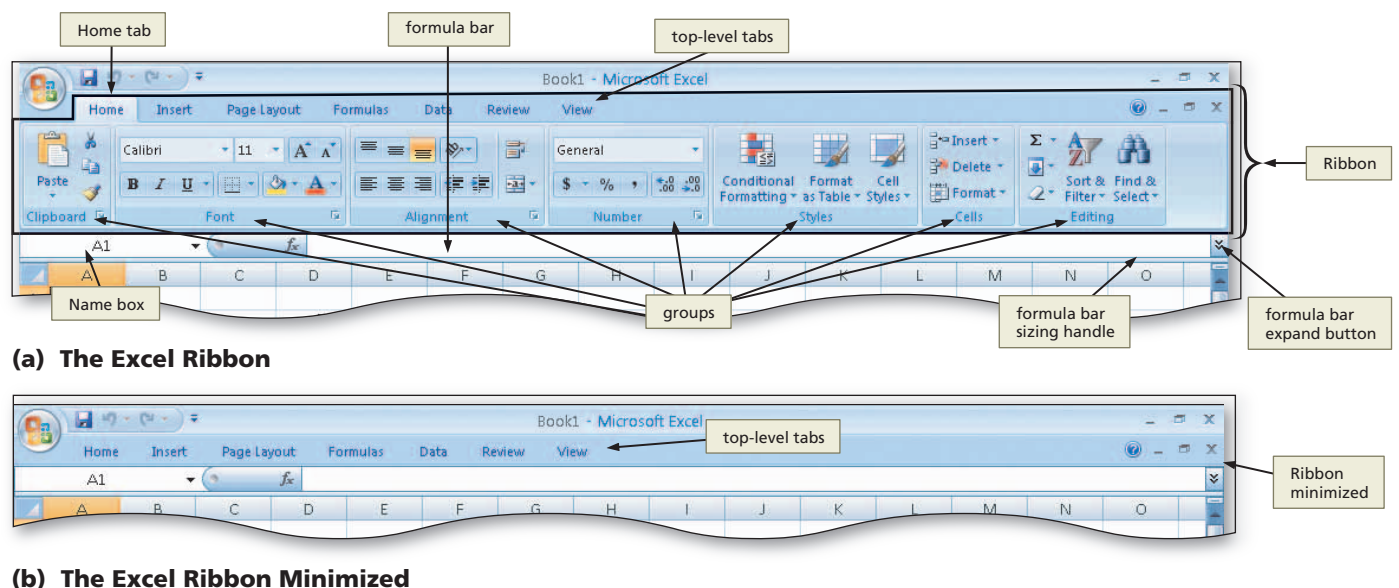 Home tab
formula bar
top-level tabs
Book1 - Microsoft Excel
Home Insert Page Layout Formulas Data Review View
Ribbon
Paste
Calibri 11 A A
B I U A
General
$ % , .0 .00 .00 .0
Conditional Formatting
Format as Table
Cell Styles
Insert
Delete
Format
Σ
Sort & Filter
Find & Select
Clipboard Font Alignment Number Styles Cells Editing
A1 fx
A B C D E F G H I J K L M N O
Name box
groups
formula bar
sizing handle
formula bar
expand button
(a) The Excel Ribbon
Book1 - Microsoft Excel
top-level tabs
Home Insert Page Layout Formulas Data Review View
Ribbon
minimized
A1 fx
A B C D E F G H I J K L M N O
(b) The Excel Ribbon Minimized